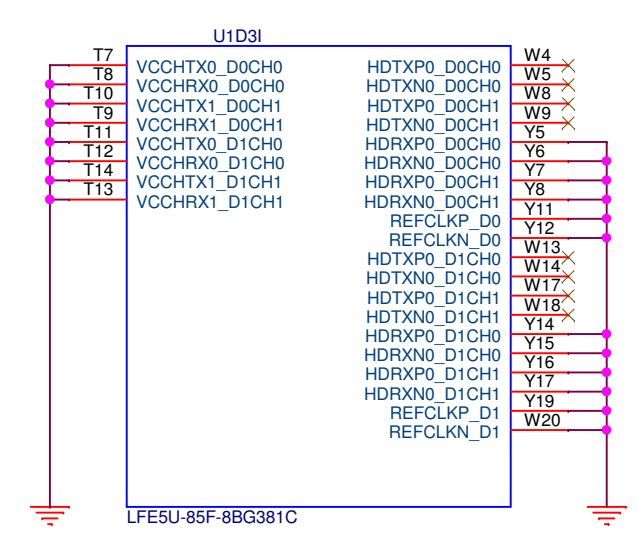 U1D3I
T7 VCCHTX0_D0CH0 HDTXP0_D0CH0 W4
T8 VCCHRX0_D0CH0 HDTXN0_D0CH0 W5
T10 VCCHTX1_D0CH1 HDTXP0_D0CH1 W8
T9 VCCHRX1_D0CH1 HDTXN0_D0CH1 W9
T11 VCCHTX0_D1CH0 HDRXP0_D0CH0 Y5
T12 VCCHRX0_D1CH0 HDRXN0_D0CH0 Y6
T14 VCCHTX1_D1CH1 HDRXP0_D0CH1 Y7
T13 VCCHRX1_D1CH1 HDRXN0_D0CH1 Y8
REFCLKP_D0 Y11
REFCLKN_D0 Y12
HDTXP0_D1CH0 W13
HDTXN0_D1CH0 W14
HDTXP0_D1CH1 W17
HDTXN0_D1CH1 W18
HDRXP0_D1CH0 Y14
HDRXN0_D1CH0 Y15
HDRXP0_D1CH1 Y16
HDRXN0_D1CH1 Y17
REFCLKP_D1 Y19
REFCLKN_D1 W20
LFE5U-85F-8BG381C